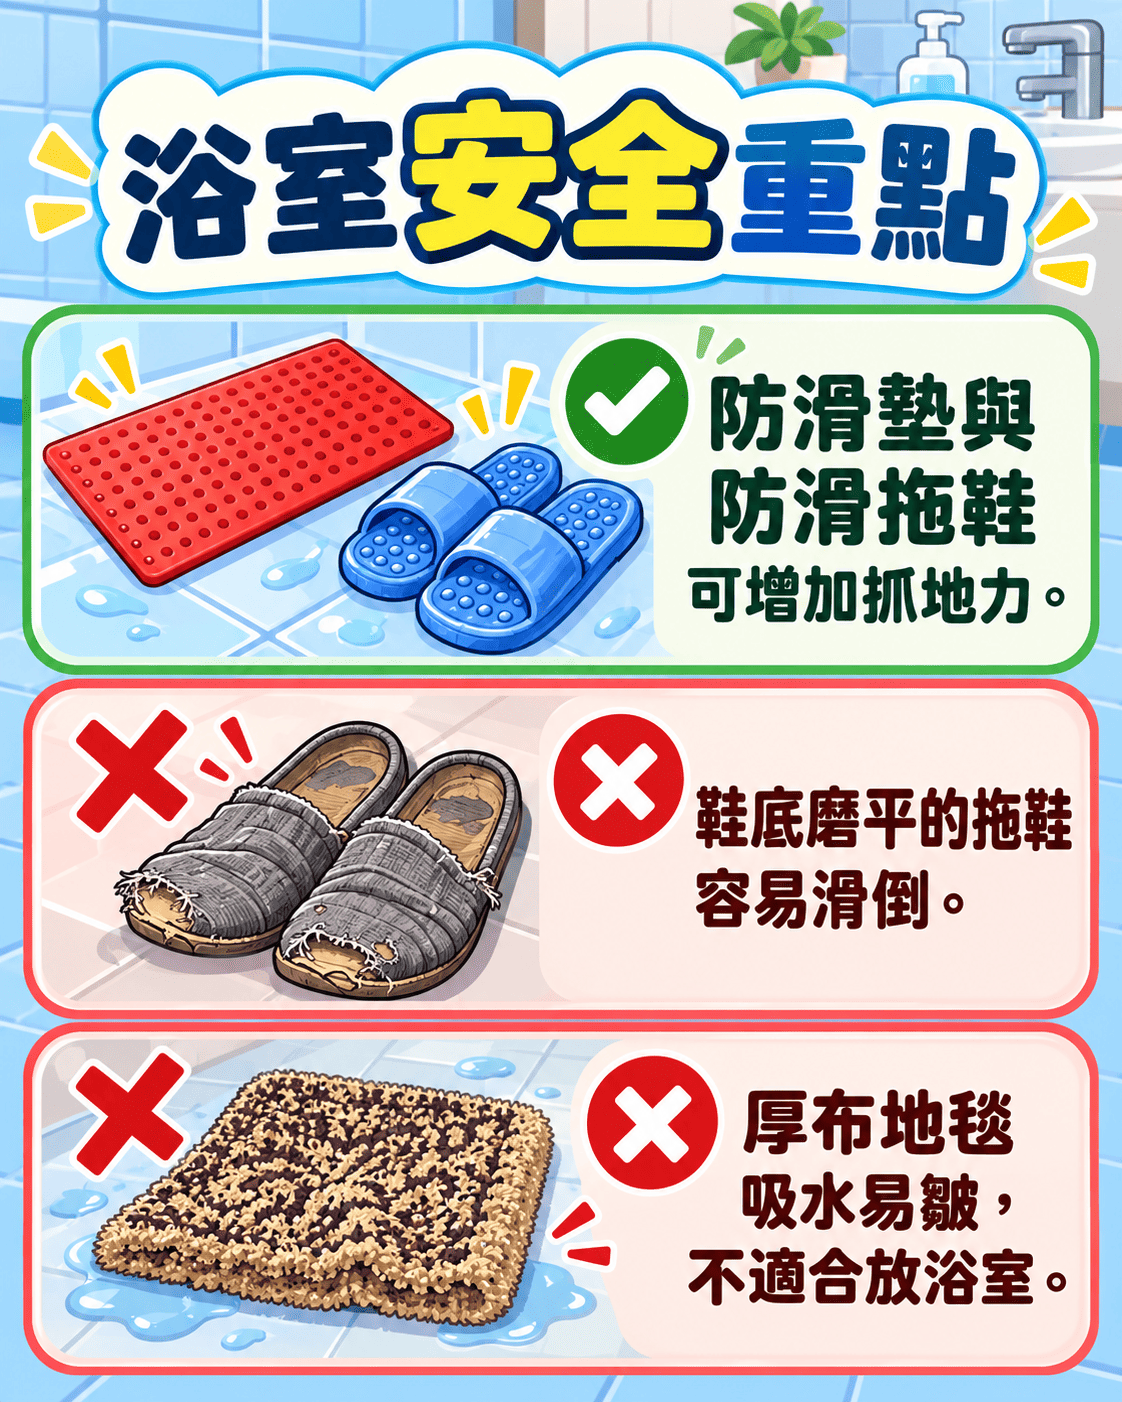 浴室安全重點
防滑墊與
防滑拖鞋
可增加抓地力。
鞋底磨平的拖鞋
容易滑倒。
厚布地毯
吸水易皺，
不適合放浴室。